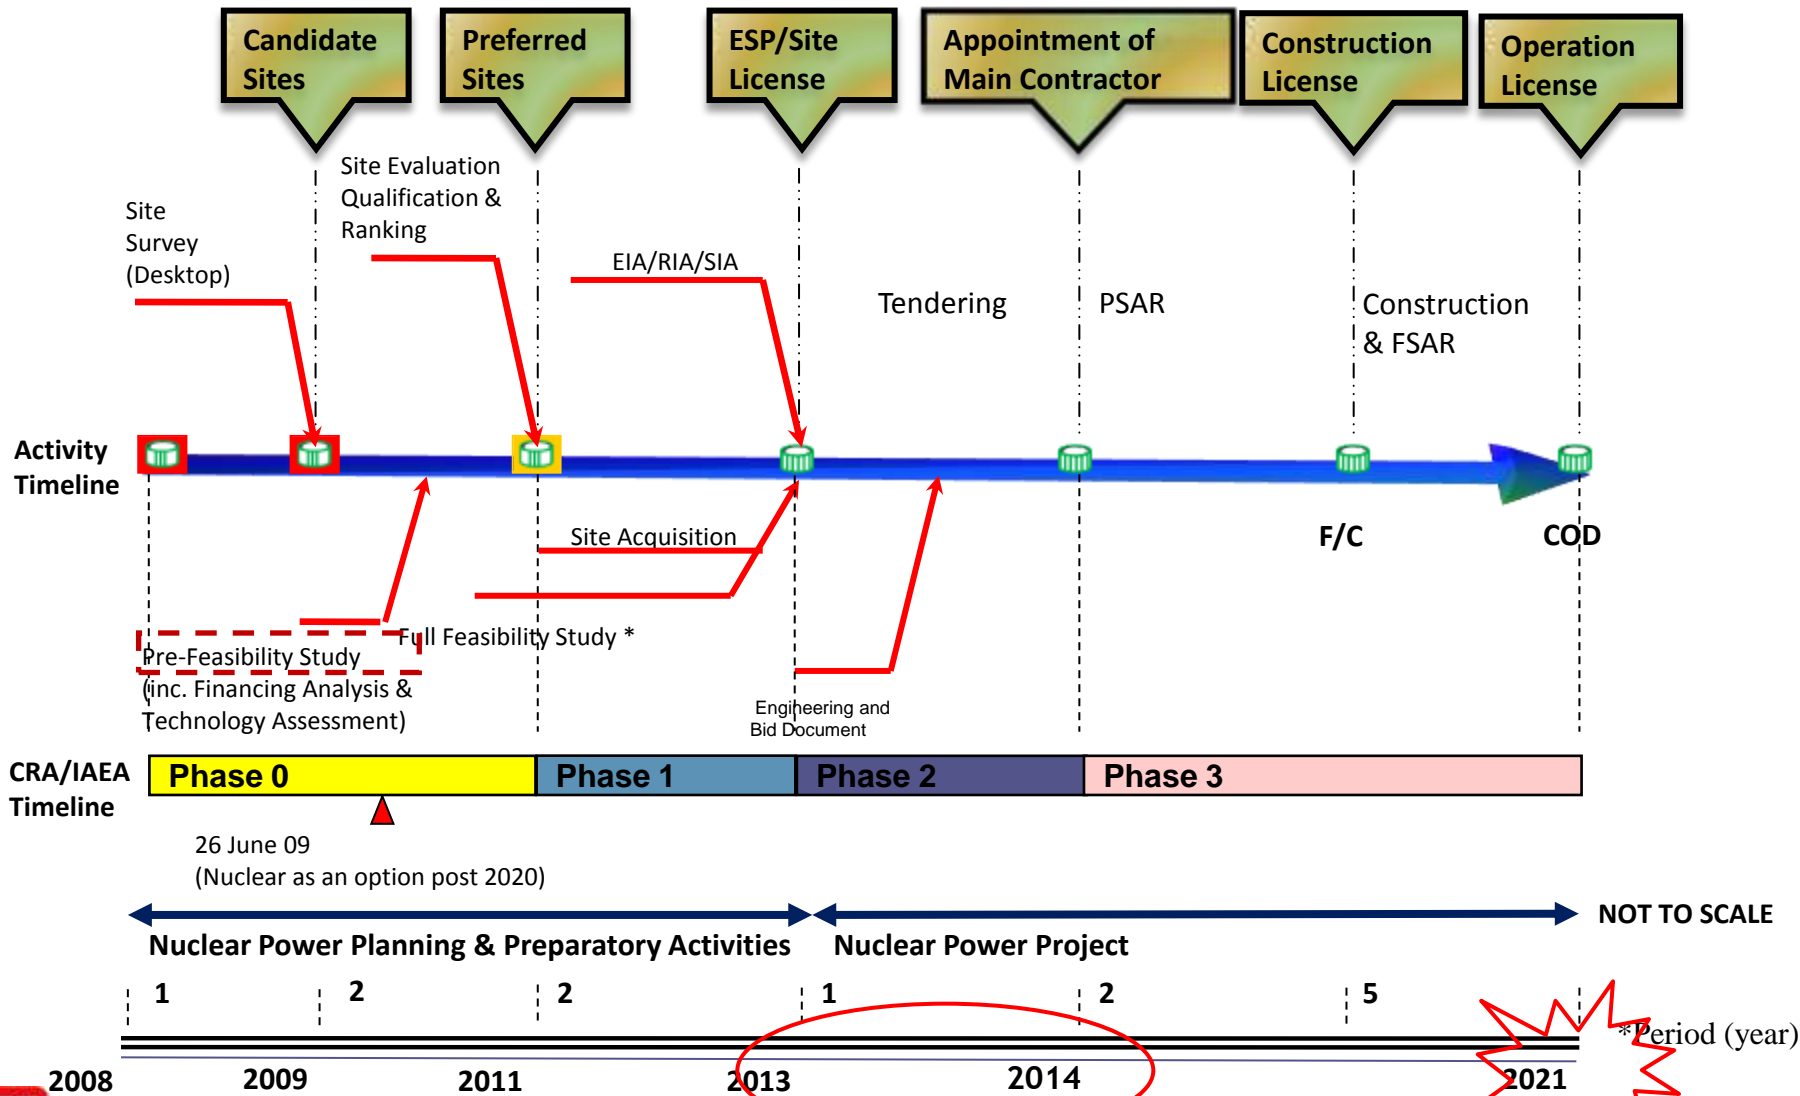 Candidate
Sites
Preferred
Sites
ESP/Site
License
Appointment of
Main Contractor
Construction
License
Operation
License
Site Evaluation
Qualification &
Ranking
Site
Survey
(Desktop)
EIA/RIA/SIA
Tendering
PSAR
Construction
& FSAR
Activity
Timeline
F/C
COD
Site Acquisition
Full Feasibility Study *
Pre-Feasibility Study
(inc. Financing Analysis &
Technology Assessment)
Engineering and
Bid Document
CRA/IAEA
Timeline
Phase 0
Phase 1
Phase 2
Phase 3
26 June 09
(Nuclear as an option post 2020)
NOT TO SCALE
Nuclear Power Planning & Preparatory Activities
Nuclear Power Project
1 2 2 1 2 5
*Period (year)
2008 2009 2011 2013 2014 2021